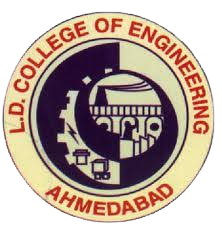 L.D. COLLEGE OF ENGINEERING
AHMEDABAD